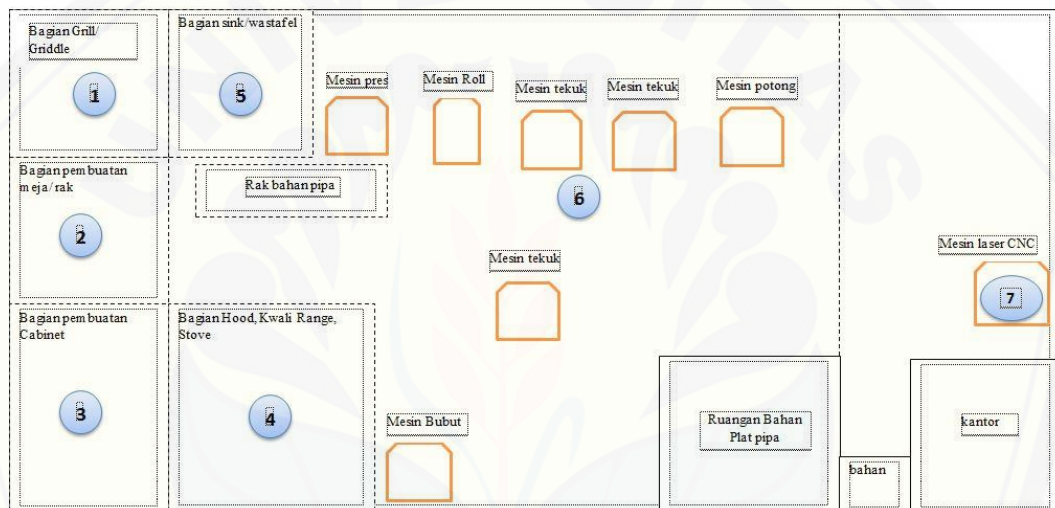 Bagian Grill/
Griddle
1
Bagian sink/wastafel
5
Mesin pres
Mesin Roll
Mesin tekuk
Mesin tekuk
Mesin potong
Bagian pembuatan
meja/rak
2
Rak bahan pipa
6
Mesin tekuk
Mesin laser CNC
7
Bagian pembuatan
Cabinet
3
Bagian Hood, Kwali Range,
Stove
4
Mesin Bubut
Ruangan Bahan
Plat pipa
bahan
kantor